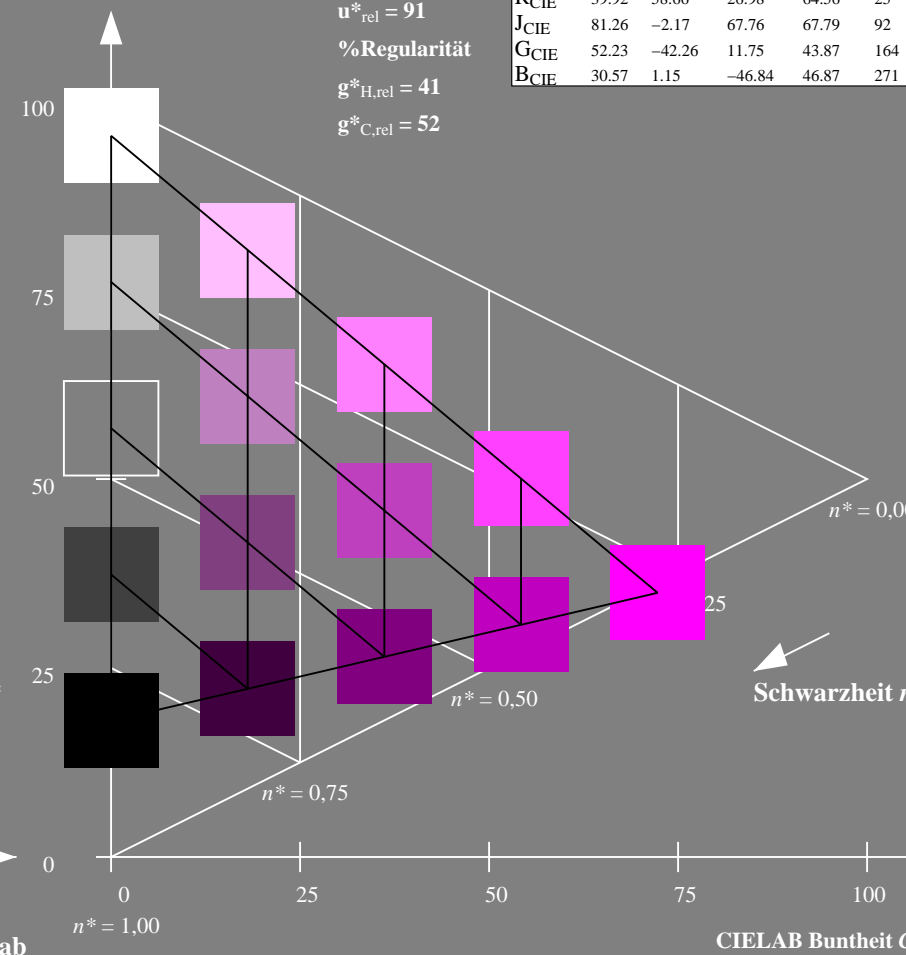 u*rel = 91
%Regularität
g*H,rel = 41
g*C,rel = 52
JCIE 81.26 −2.17 67.76 67.79 92
GCIE 52.23 −42.26 11.75 43.87 164
BCIE 30.57 1.15 −46.84 46.87 271
100
75
50
n* = 0,00
25
25
Schwarzheit n
n* = 0,50
n* = 0,75
0
0 25 50 75 100
n* = 1,00
ab
CIELAB Buntheit C